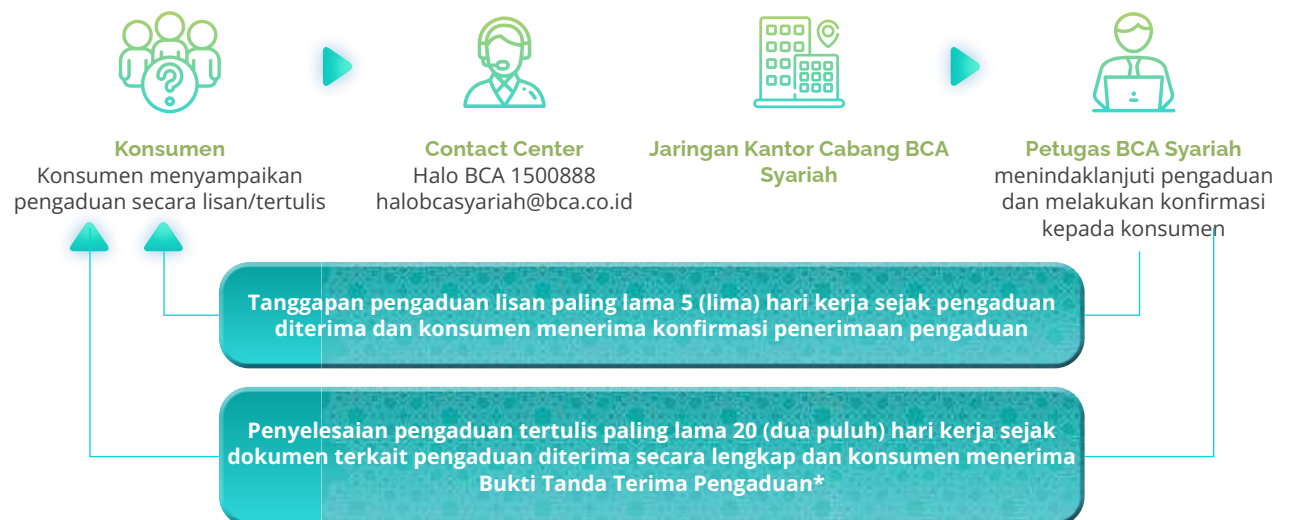 Konsumen
Konsumen menyampaikan
pengaduan secara lisan/tertulis
Contact Center
Halo BCA 1500888
halobcasyariah@bca.co.id
Jaringan Kantor Cabang BCA
Syariah
Petugas BCA Syariah
menindaklanjuti pengaduan
dan melakukan konfirmasi
kepada konsumen
Tanggapan pengaduan lisan paling lama 5 (lima) hari kerja sejak pengaduan
diterima dan konsumen menerima konfirmasi penerimaan pengaduan
Penyelesaian pengaduan tertulis paling lama 20 (dua puluh) hari kerja sejak
dokumen terkait pengaduan diterima secara lengkap dan konsumen menerima
Bukti Tanda Terima Pengaduan*